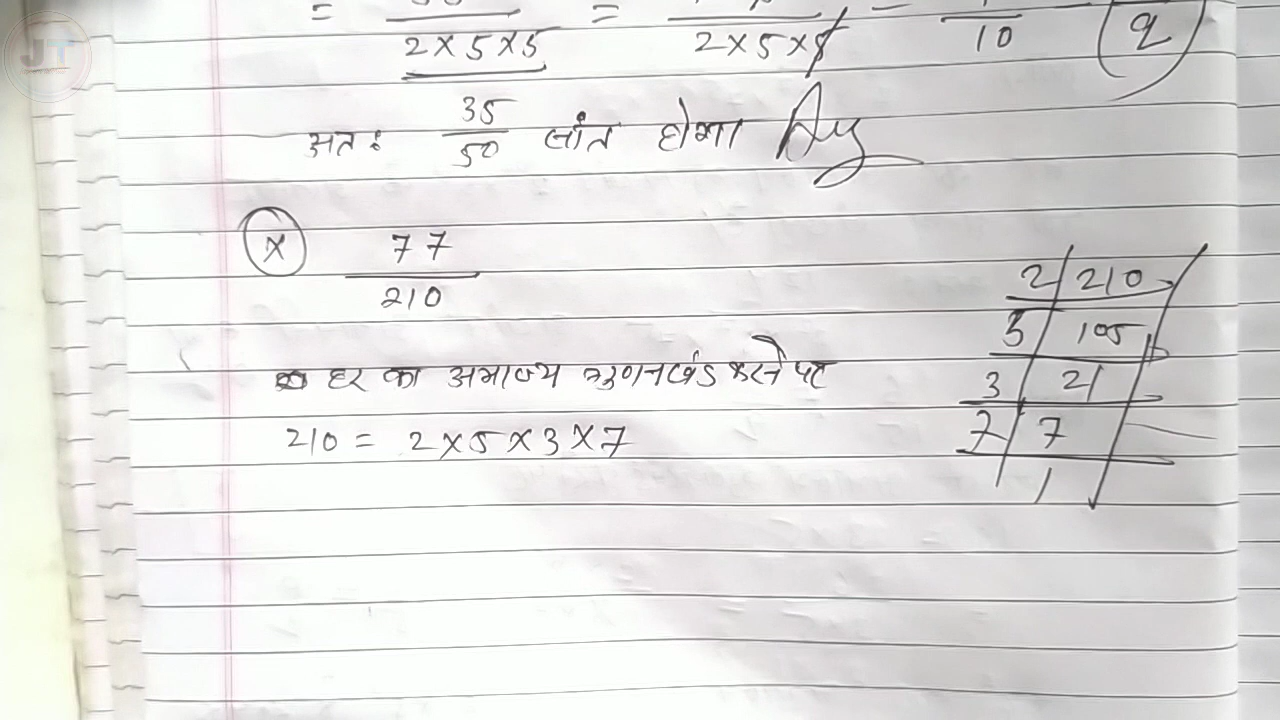 JT
= 2×5×5 = 2×5×5 = 10 q
अतः 35/50 सांत होगा Ans
x 77/210
हर का अभाज्य गुणनखंड करने पर
210 = 2×5×3×7
2 210
5 105
3 21
7 7
1